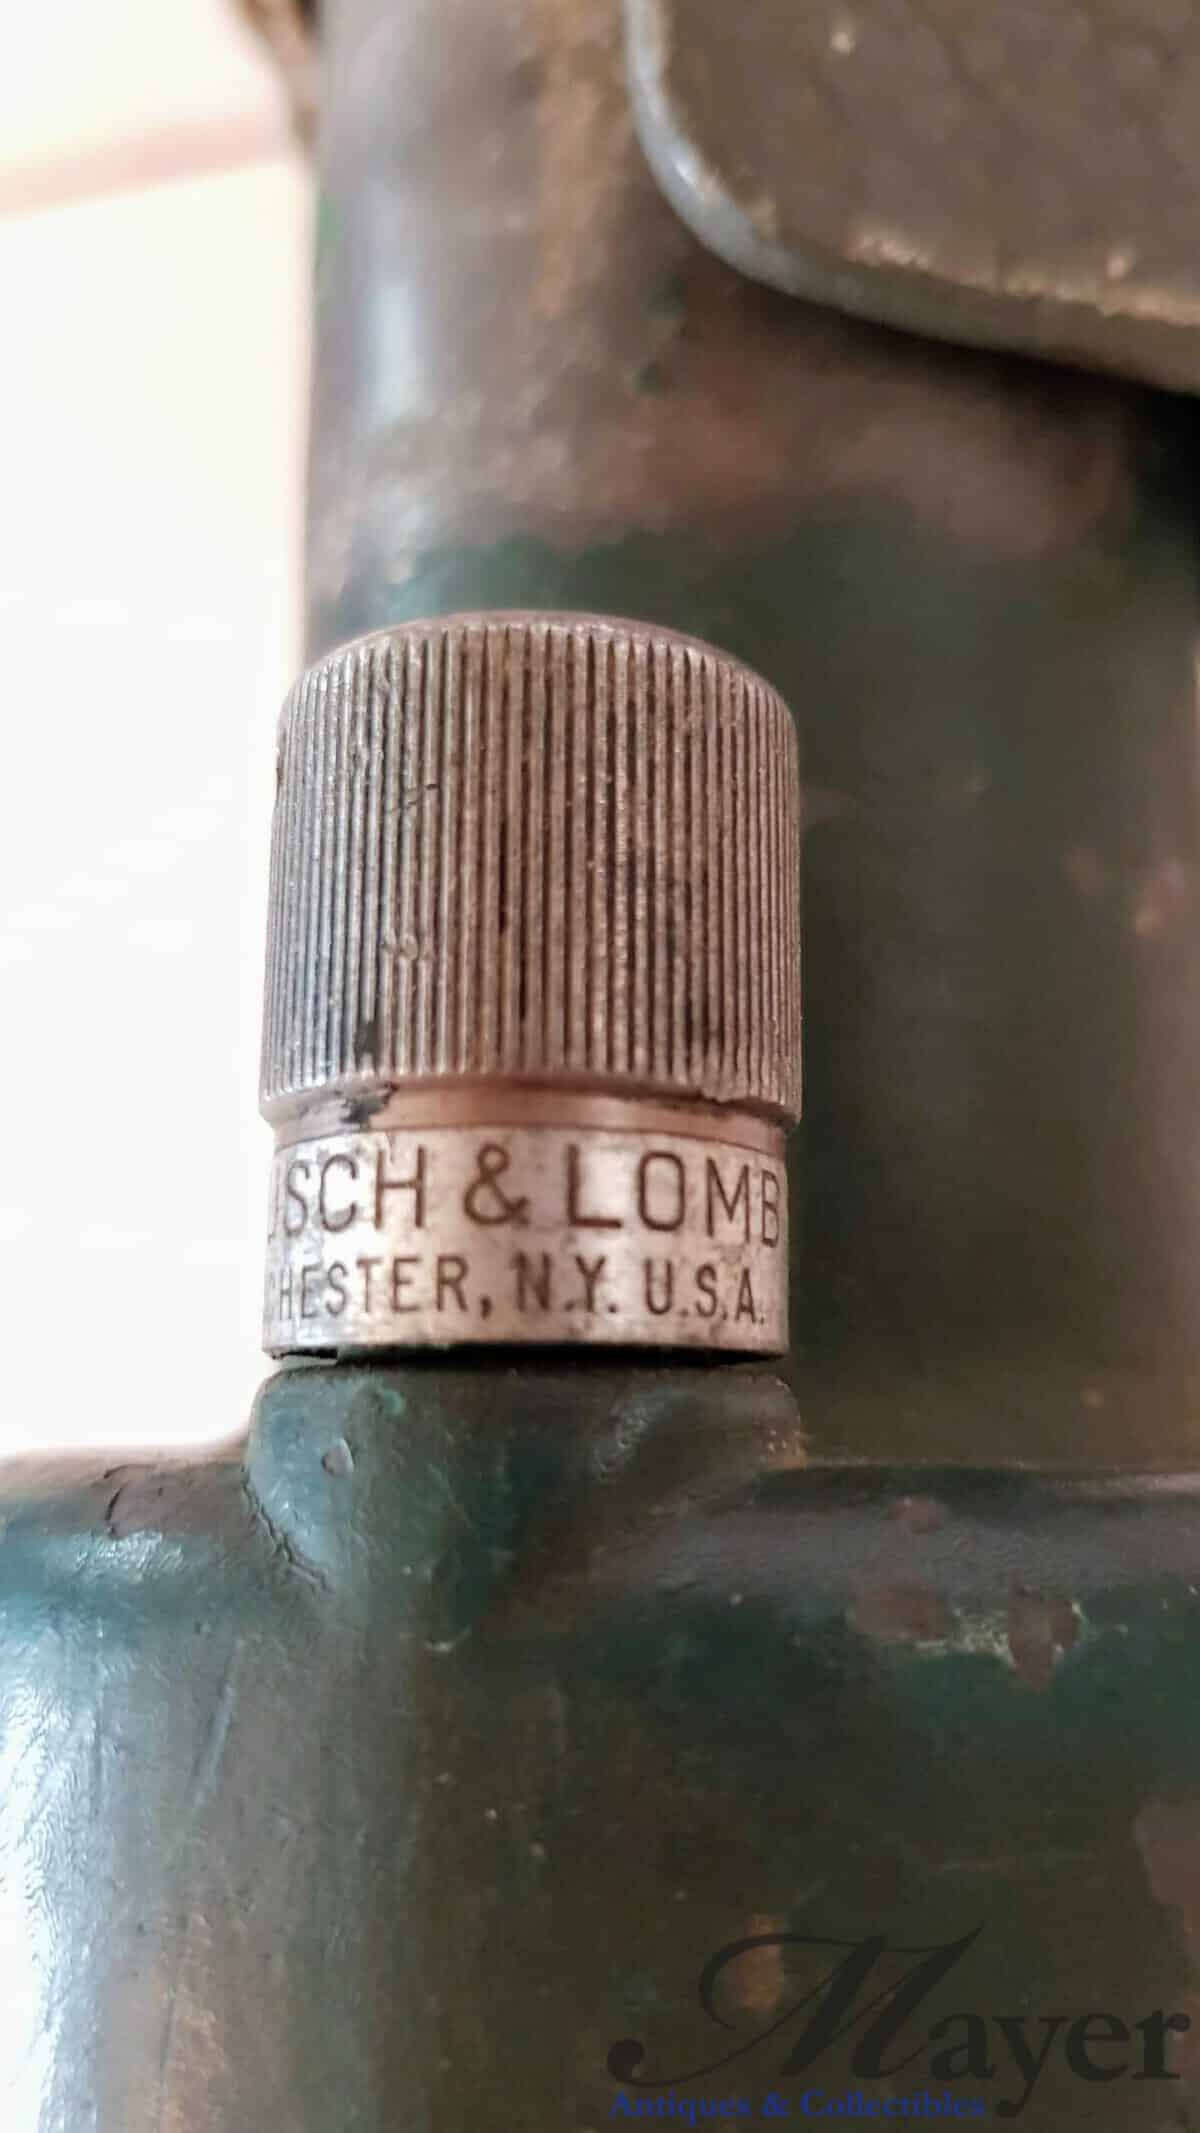 USCH & LOMB
CHESTER, N.Y. U.S.A.
Mayer
Antiques & Collectibles